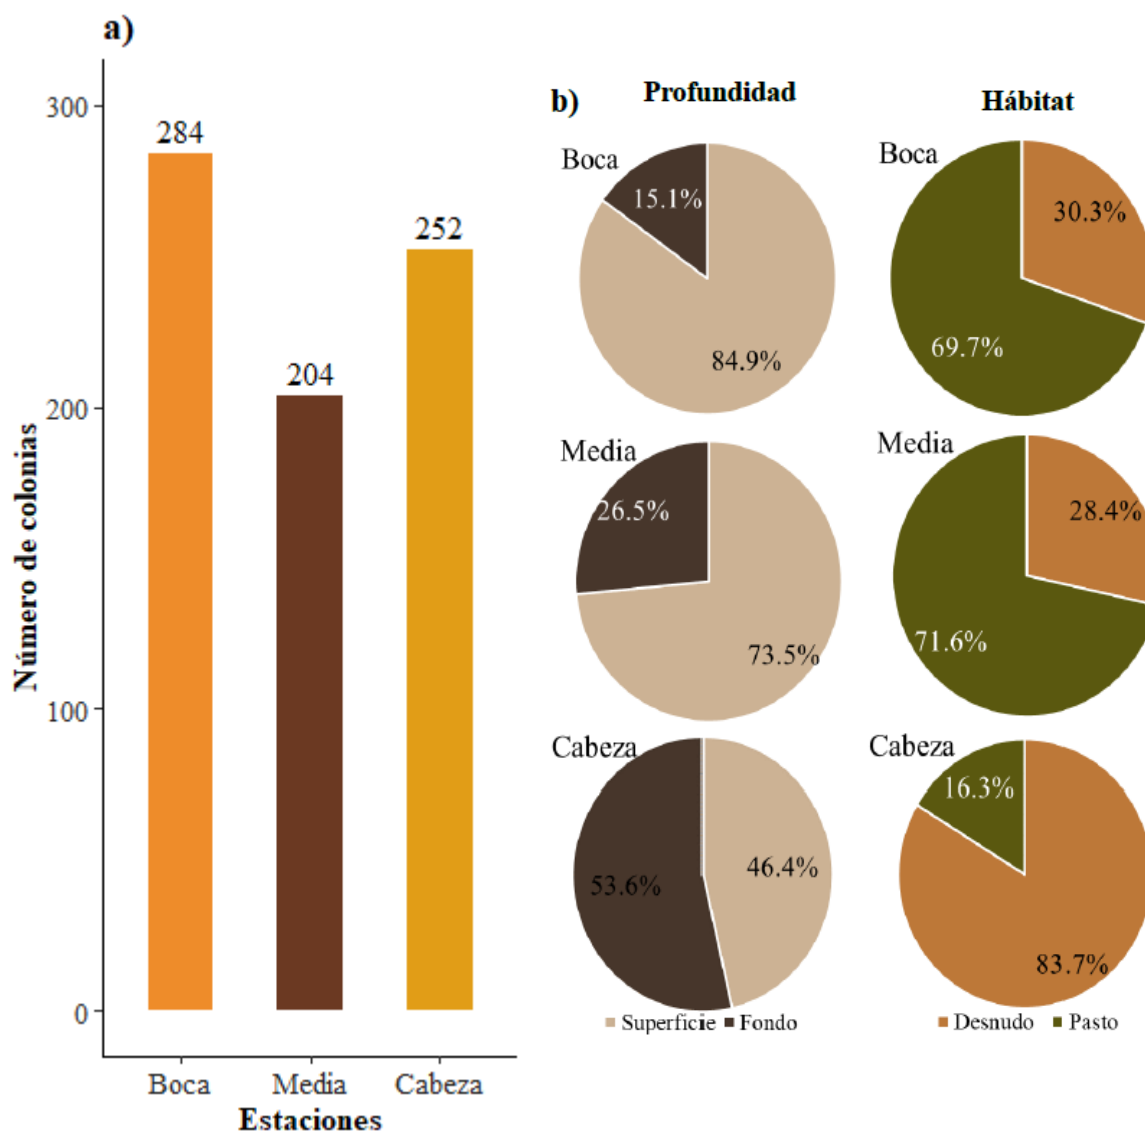 a)
300
200
100
0
Número de colonias
284
204
252
Boca Media Cabeza
Estaciones
b)
Profundidad
Hábitat
Boca
15.1%
84.9%
Boca
30.3%
69.7%
Media
26.5%
73.5%
Media
28.4%
71.6%
Cabeza
53.6%
46.4%
Cabeza
16.3%
83.7%
Superficie Fondo
Desnudo Pasto